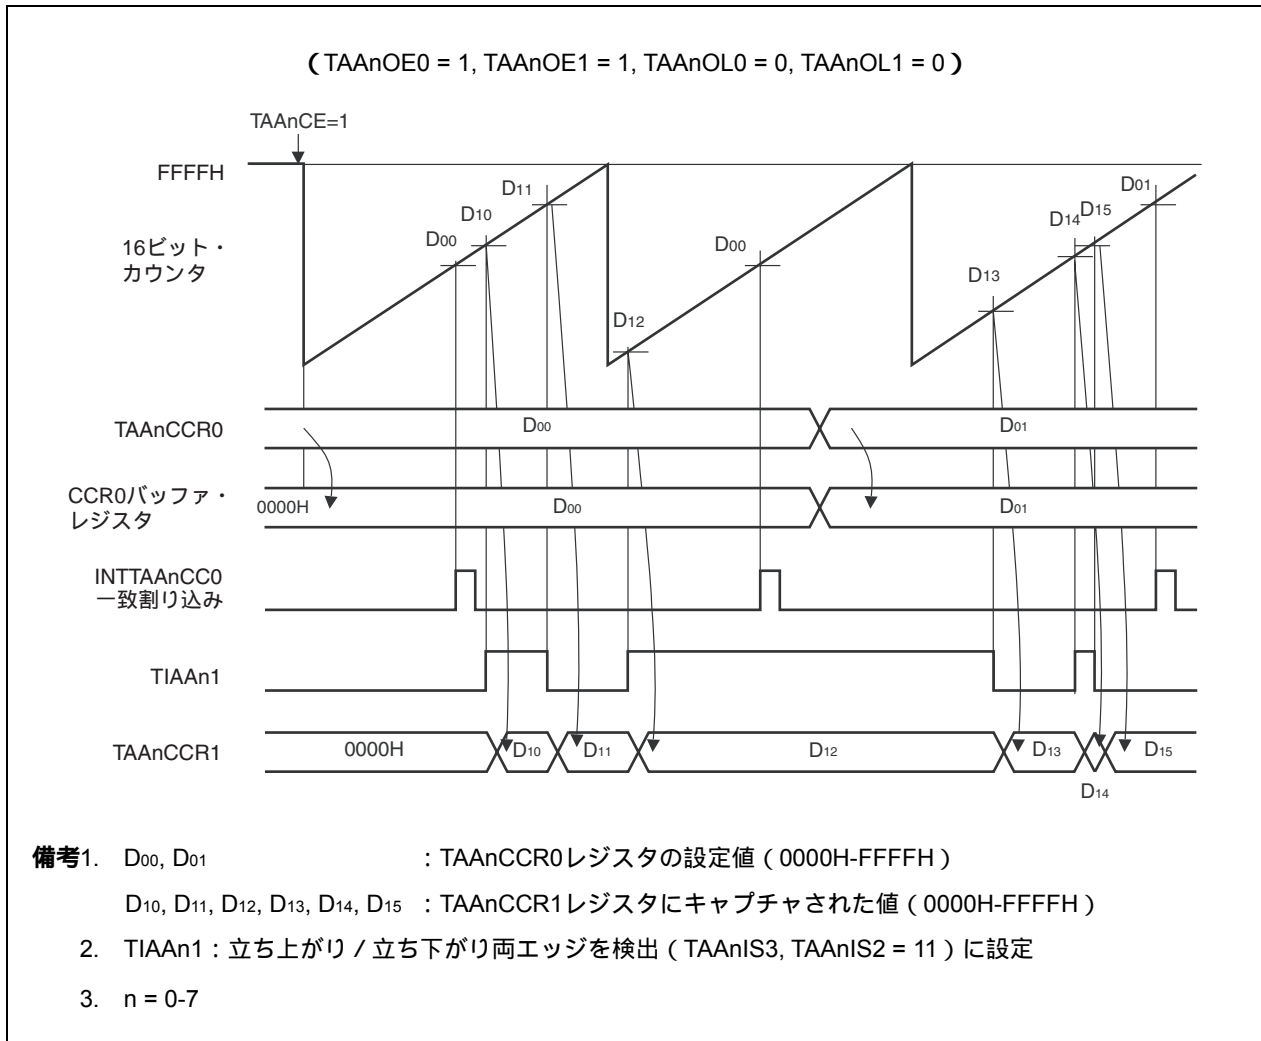 (TAAnOE0 = 1, TAAnOE1 = 1, TAAnOL0 = 0, TAAnOL1 = 0)
TAAnCE=1
FFFFH
16ビット・
カウンタ
D00
D10
D11
D12
D00
D13
D14
D15
D01
TAAnCCR0
D00
D01
CCR0バッファ・
レジスタ
0000H
D00
D01
INTTAAnCC0
一致割り込み
TIAAn1
TAAnCCR1
0000H
D10
D11
D12
D13
D14
D15
備考1. D00, D01 : TAAnCCR0レジスタの設定値(0000H-FFFFH)
D10, D11, D12, D13, D14, D15 : TAAnCCR1レジスタにキャプチャされた値(0000H-FFFFH)
2. TIAAn1:立ち上がり/立ち下がり両エッジを検出(TAAnIS3, TAAnIS2 = 11)に設定
3. n = 0-7